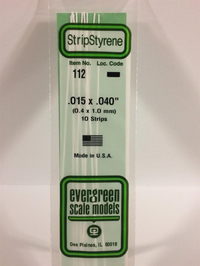 StripStyrene
Item No. Loc. Code
112
.015 x .040"
(0.4 x 1.0 mm)
10 Strips
Made in U.S.A.
evergreen
scale models
Des Plaines, IL 60018